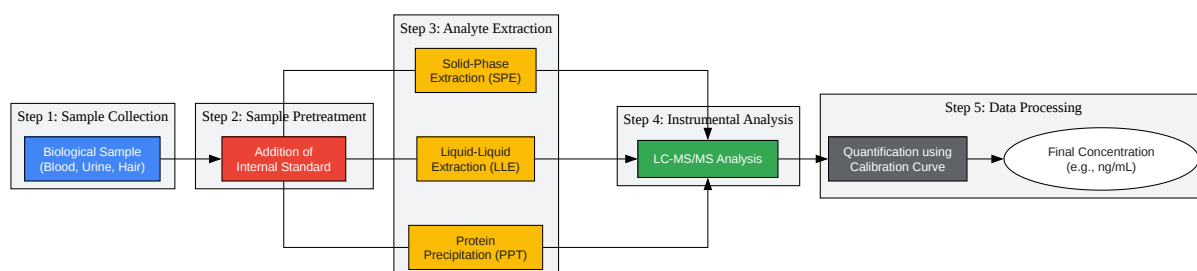 Step 1: Sample Collection
Biological Sample
(Blood, Urine, Hair)
Step 2: Sample Pretreatment
Addition of
Internal Standard
Step 3: Analyte Extraction
Solid-Phase
Extraction (SPE)
Liquid-Liquid
Extraction (LLE)
Protein
Precipitation (PPT)
Step 4: Instrumental Analysis
LC-MS/MS Analysis
Step 5: Data Processing
Quantification using
Calibration Curve
Final Concentration
(e.g., ng/mL)